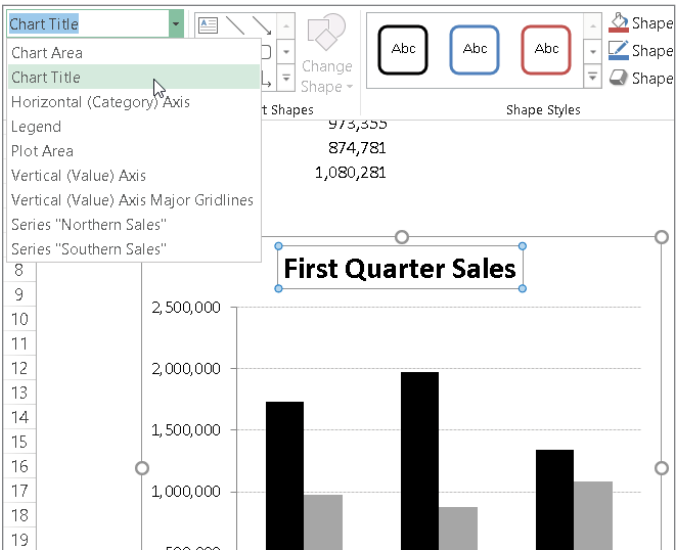 Chart Title
Chart Area
Chart Title
Horizontal (Category) Axis
Legend
Plot Area
Vertical (Value) Axis
Vertical (Value) Axis Major Gridlines
Series "Northern Sales"
Series "Southern Sales"
Change
Shape
t Shapes
Abc Abc Abc
Shape
Shape
Shape
Shape Styles
973,355
874,781
1,080,281
First Quarter Sales
8
9
10
11
12
13
14
15
16
17
18
19
2,500,000
2,000,000
1,500,000
1,000,000
500,000